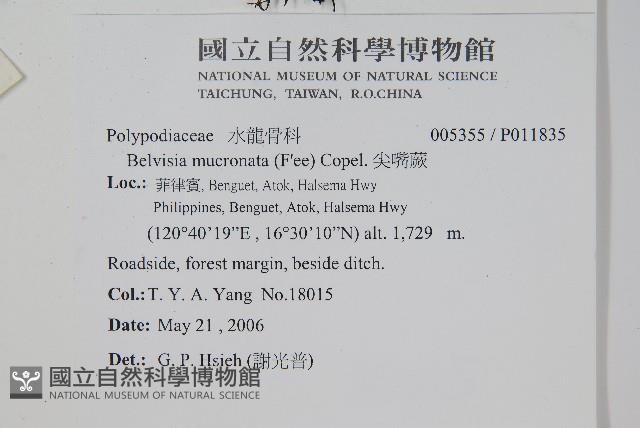 國立自然科學博物館
NATIONAL MUSEUM OF NATURAL SCIENCE
TAICHUNG, TAIWAN, R.O.CHINA
Polypodiaceae 水龍骨科 005355 / P011835
Belvisia mucronata (F'ee) Copel. 尖嘴蕨
Loc.: 菲律賓, Benguet, Atok, Halsema Hwy
Philippines, Benguet, Atok, Halsema Hwy
(120°40'19"E , 16°30'10"N) alt. 1,729 m.
Roadside, forest margin, beside ditch.
Col.: T. Y. A. Yang No.18015
Date: May 21 , 2006
Det.: G. P. Hsieh (謝光普)
國立自然科學博物館
NATIONAL MUSEUM OF NATURAL SCIENCE